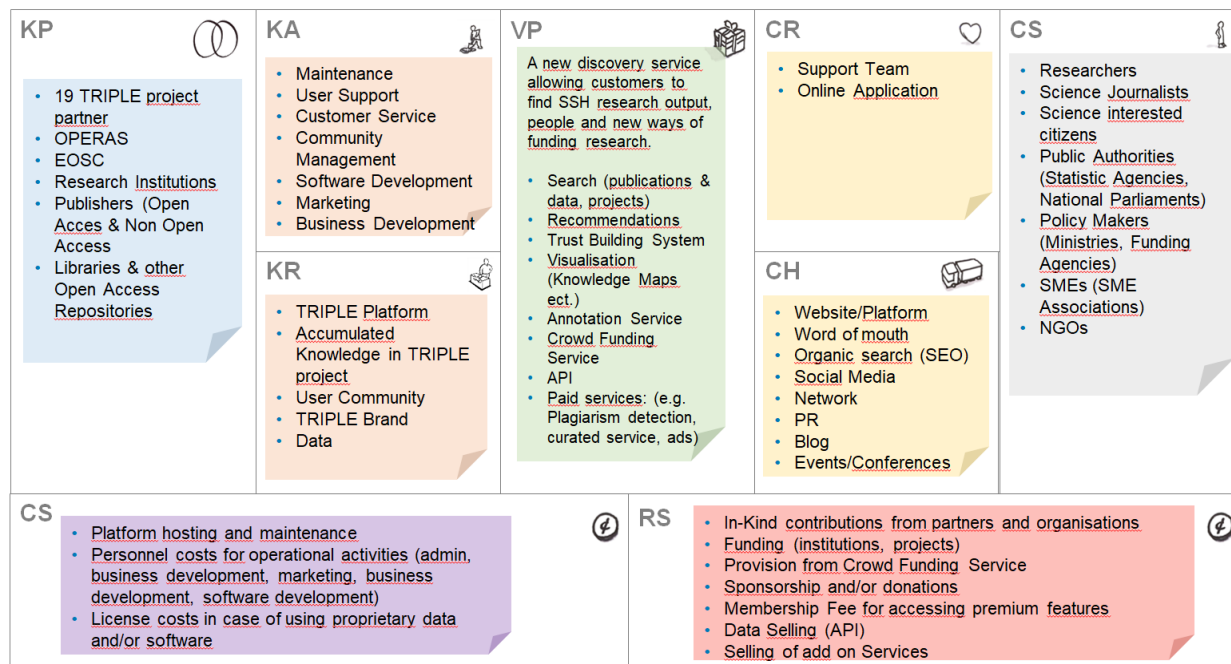 KP
• 19 TRIPLE project
partner
• OPERAS
• EOSC
• Research Institutions
• Publishers (Open
Acces & Non Open
Access
• Libraries & other
Open Access
Repositories
KA
• Maintenance
• User Support
• Customer Service
• Community
Management
• Software Development
• Marketing
• Business Development
KR
• TRIPLE Platform
• Accumulated
Knowledge in TRIPLE
project
• User Community
• TRIPLE Brand
• Data
VP
A new discovery service
allowing customers to
find SSH research output,
people and new ways of
funding research.
• Search (publications &
data, projects)
• Recommendations
• Trust Building System
• Visualisation
(Knowledge Maps
ect.)
• Annotation Service
• Crowd Funding
Service
• API
• Paid services: (e.g.
Plagiarism detection,
curated service, ads)
CR
• Support Team
• Online Application
CH
• Website/Platform
• Word of mouth
• Organic search (SEO)
• Social Media
• Network
• PR
• Blog
• Events/Conferences
CS
• Researchers
• Science Journalists
• Science interested
citizens
• Public Authorities
(Statistic Agencies,
National Parliaments)
• Policy Makers
(Ministries, Funding
Agencies)
• SMEs (SME
Associations)
• NGOs
CS
• Platform hosting and maintenance
• Personnel costs for operational activities (admin,
business development, marketing, business
development, software development)
• License costs in case of using proprietary data
and/or software
RS
• In-Kind contributions from partners and organisations
• Funding (institutions, projects)
• Provision from Crowd Funding Service
• Sponsorship and/or donations
• Membership Fee for accessing premium features
• Data Selling (API)
• Selling of add on Services